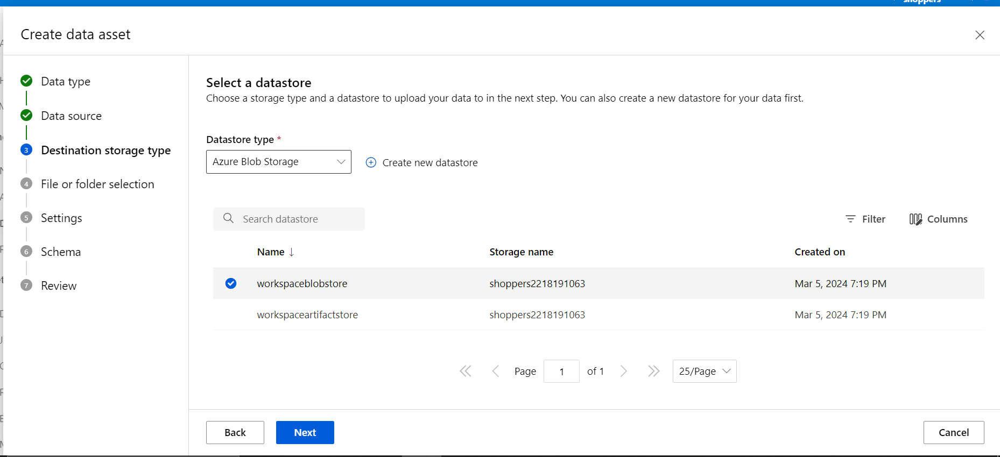 shoppers
Create data asset
Data type
Data source
3 Destination storage type
4 File or folder selection
5 Settings
6 Schema
7 Review
Select a datastore
Choose a storage type and a datastore to upload your data to in the next step. You can also create a new datastore for your data first.
Datastore type *
Azure Blob Storage
Create new datastore
Search datastore
Filter
Columns
Name ↓ Storage name Created on
workspaceblobstore shoppers2218191063 Mar 5, 2024 7:19 PM
workspaceartifactstore shoppers2218191063 Mar 5, 2024 7:19 PM
Page 1 of 1 25/Page
Back Next Cancel